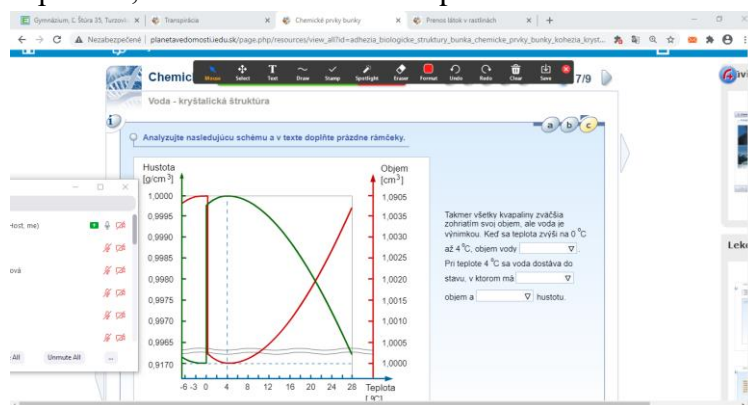 Gymnázium, Ľ. Štúra 35, Turzov
Transpirácia
Chemické prvky bunky
Prenos látok v rastlinách
Nezabezpečené | planetavedomosti.iedu.sk/page.php/resources/view_all?id=adhezia_biologicke_struktury_bunka_chemicke_prvky_bunky_kohezia_kryst...
Chemic
Mouse Select Text Draw Stamp Spotlight Eraser Format Undo Redo Clear Save
7/9
Voda - kryštalická štruktúra
a b c
Analyzujte nasledujúcu schému a v texte doplňte prázdne rámčeky.
Hustota
[g/cm³]
Objem
[cm³]
1,0000 1,0905
0,9995 1,0035
0,9990 1,0030
0,9985 1,0025
0,9980 1,0020
0,9975 1,0015
0,9970 1,0010
0,9965 1,0005
0,9170 1,0000
-6 -3 0 4 8 12 16 20 24 28 Teplota
[°C]
Takmer všetky kvapaliny zväčšia
zohriatím svoj objem, ale voda je
výnimkou. Keď sa teplota zvýši na 0 °C
až 4 °C, objem vody
Pri teplote 4 °C sa voda dostáva do
stavu, v ktorom má
objem a hustotu.
Host, me)
ová
All Unmute All ...
Lek